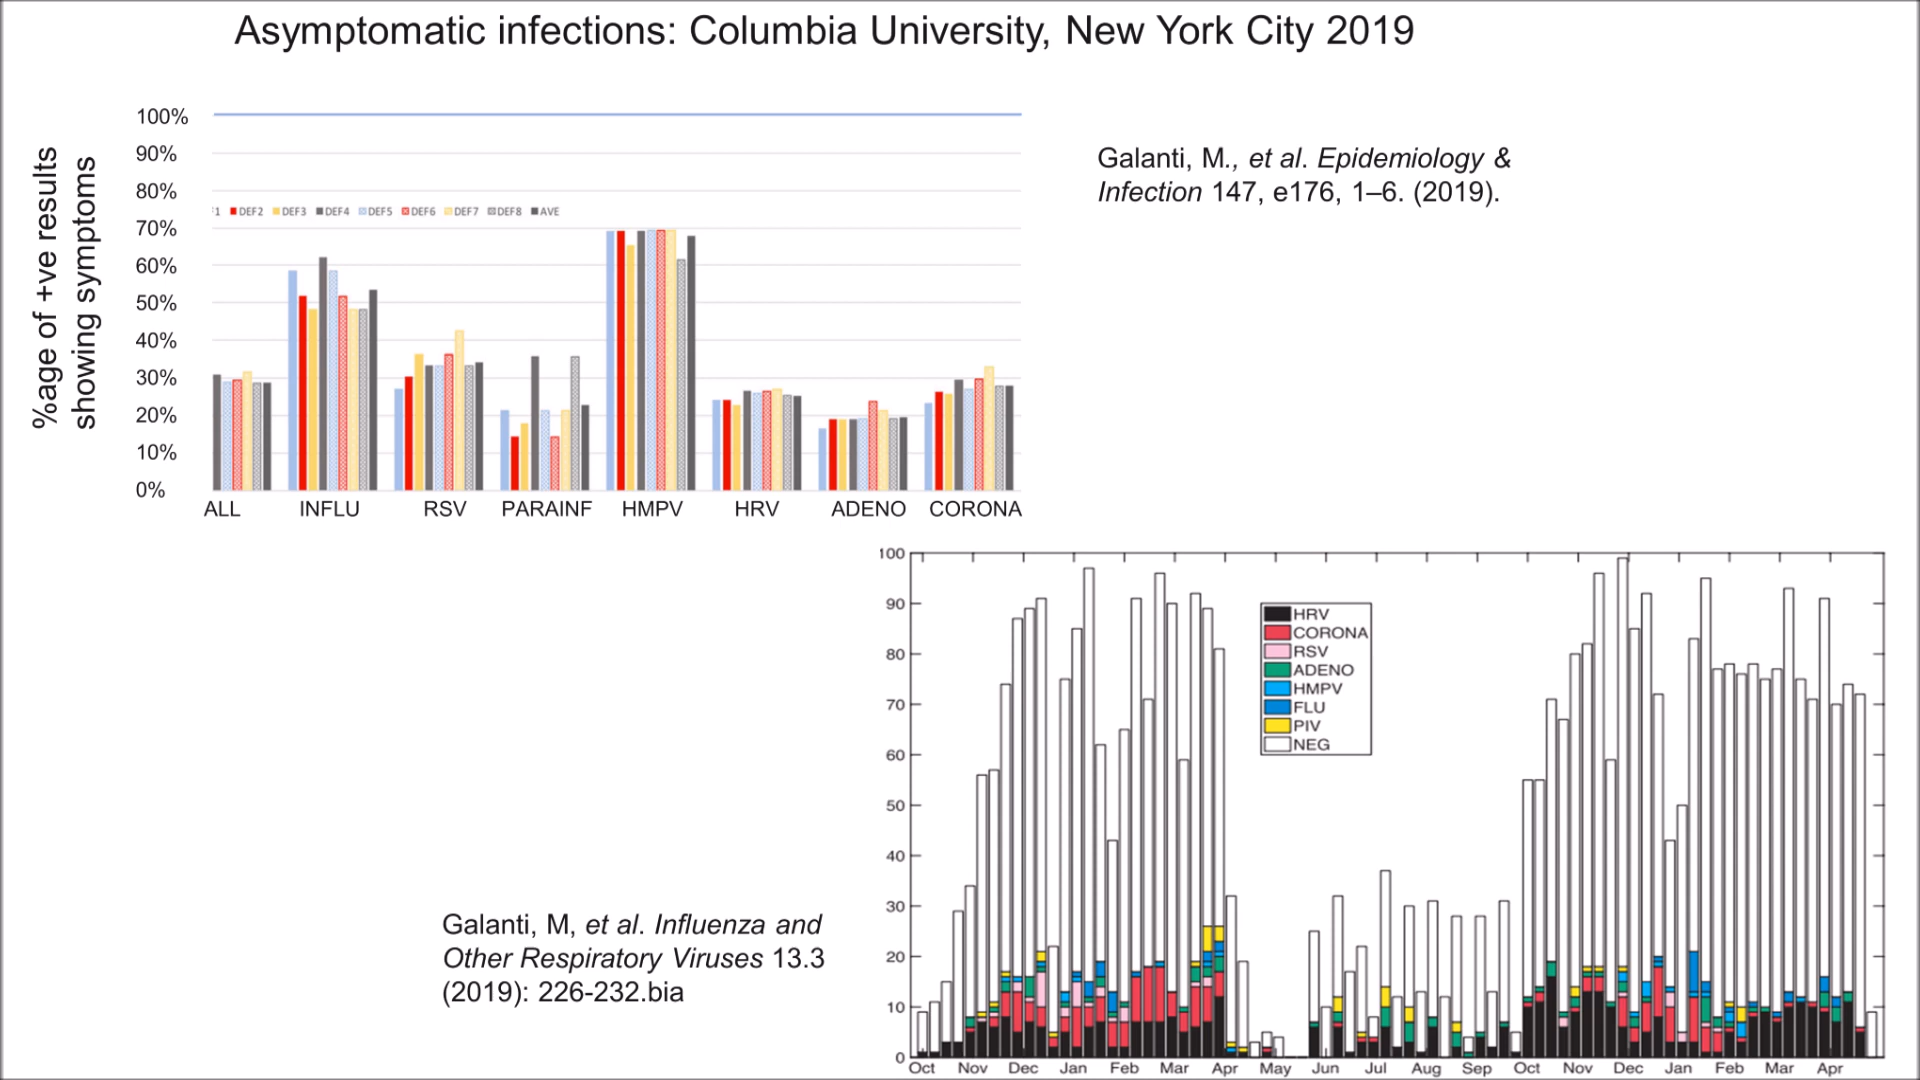 Asymptomatic infections: Columbia University, New York City 2019
%age of +ve results
showing symptoms
100%
90%
80%
70%
60%
50%
40%
30%
20%
10%
0%
F1 DEF2 DEF3 DEF4 DEF5 DEF6 DEF7 DEF8 AVE
ALL INFLU RSV PARAINF HMPV HRV ADENO CORONA
Galanti, M., et al. Epidemiology &
Infection 147, e176, 1–6. (2019).
Galanti, M, et al. Influenza and
Other Respiratory Viruses 13.3
(2019): 226-232.bia
100
90
80
70
60
50
40
30
20
10
0
HRV
CORONA
RSV
ADENO
HMPV
FLU
PIV
NEG
Oct Nov Dec Jan Feb Mar Apr May Jun Jul Aug Sep Oct Nov Dec Jan Feb Mar Apr